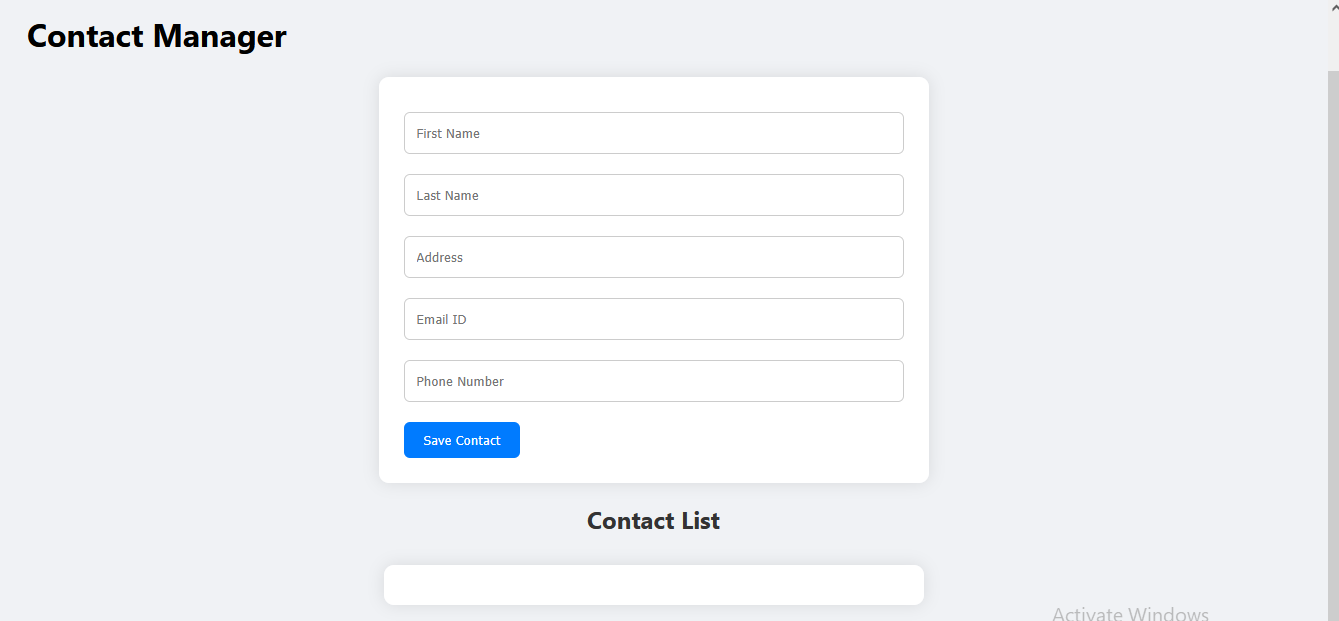 Contact Manager
First Name
Last Name
Address
Email ID
Phone Number
Save Contact
Contact List
Activate Windows